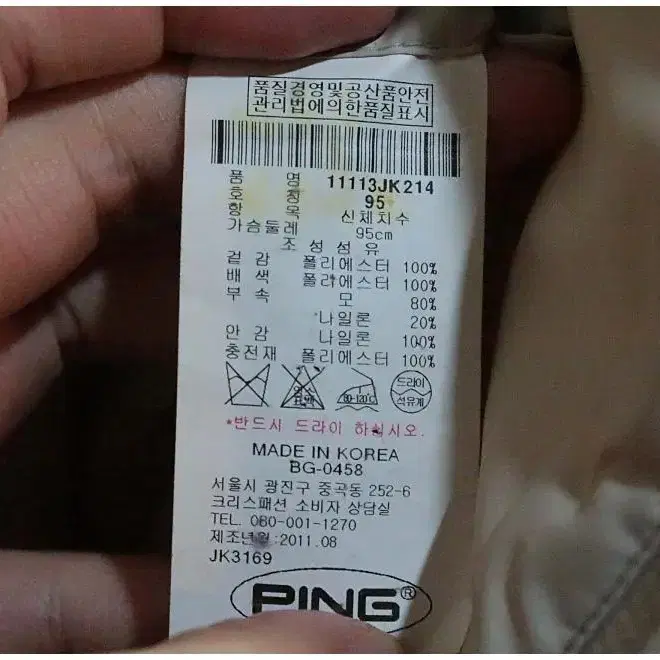 품질경영및공산품안전
관리법에의한품질표시
품 명 11113JK214
호 칭 95
항 목 신체치수
가슴둘레 95cm
조성섬유
겉 감 폴리에스터 100%
배 색 폴리에스터 100%
부 속 모 80%
나일론 20%
안 감 나일론 100%
충전재 폴리에스터 100%
염소 표백
80-120℃
드라이
석유계
*반드시 드라이 하십시오.
MADE IN KOREA
BG-0458
서울시 광진구 중곡동 252-6
크리스패션 소비자 상담실
TEL. 080-001-1270
제조년월:2011.08
JK3169
PING®